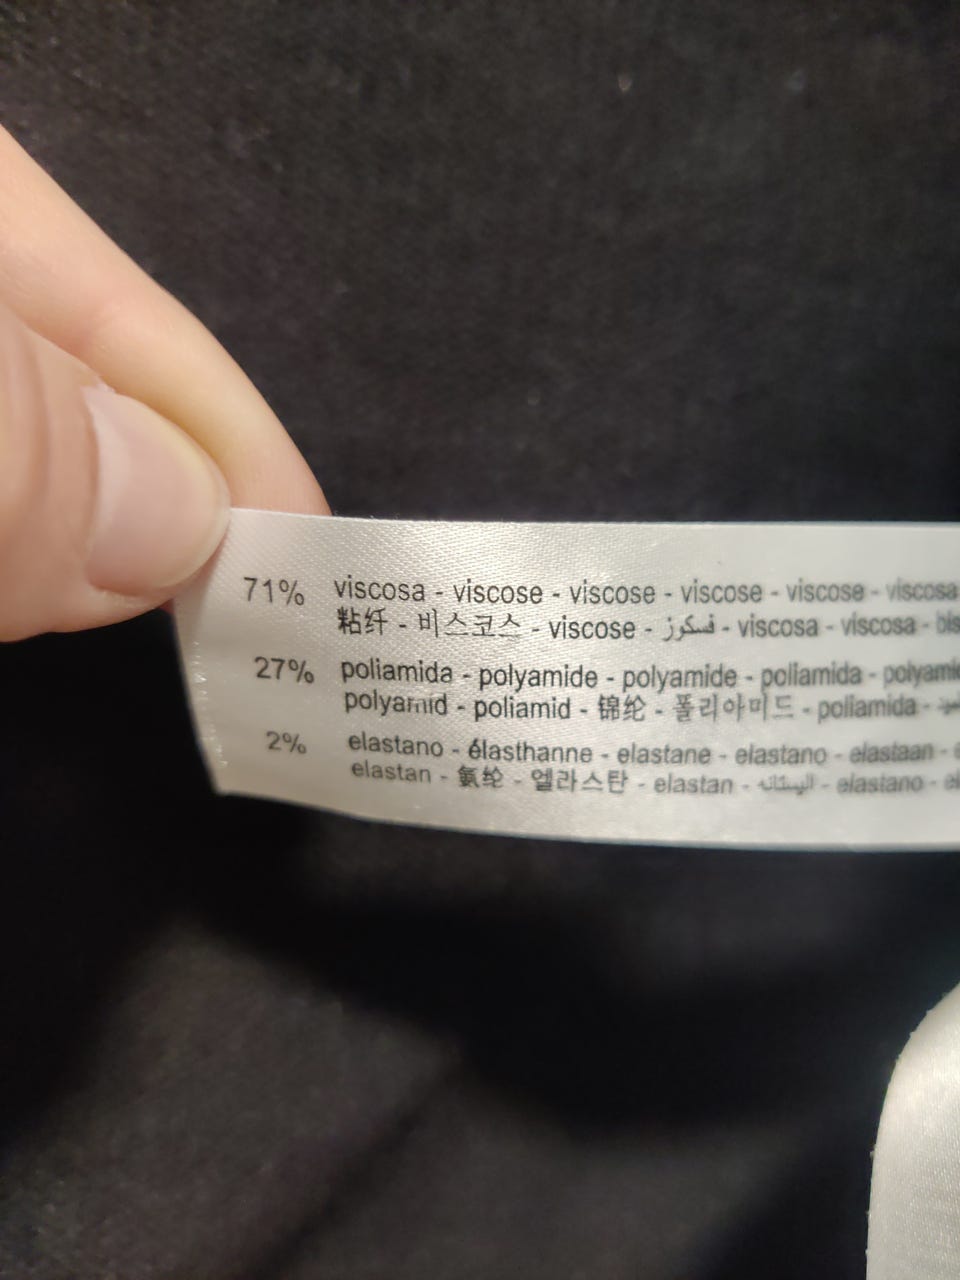 71% viscosa - viscose - viscose - viscose - viscose - viscosa
粘纤 - 비스코스 - viscose - فسكوز - viscosa - viscosa -
27% poliamida - polyamide - polyamide - poliamida -
polyamid - poliamid - 锦纶 - 폴리아미드 - poliamida -
2% elastano - élasthanne - elastane - elastano - elastaan -
elastan - 氨纶 - 엘라스탄 - elastan - - elastano -